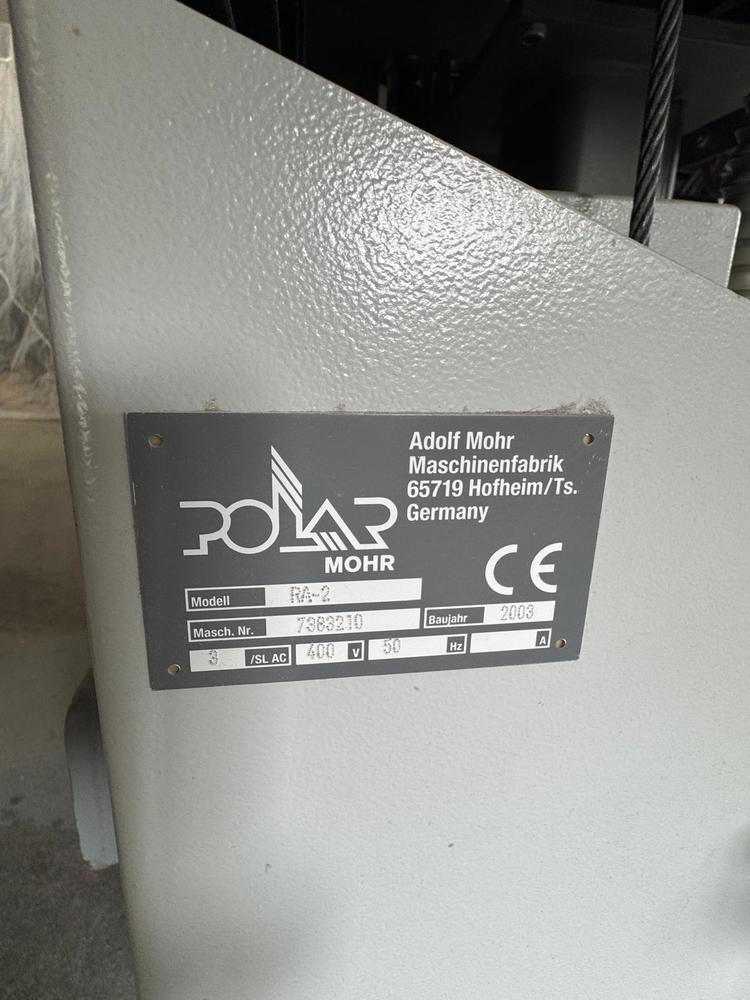 Adolf Mohr
Maschinenfabrik
65719 Hofheim/Ts.
Germany
POLAR
MOHR
CE
Modell RA-2
Masch. Nr. 7383210 Baujahr 2003
3 /SL AC 400 V 50 Hz A